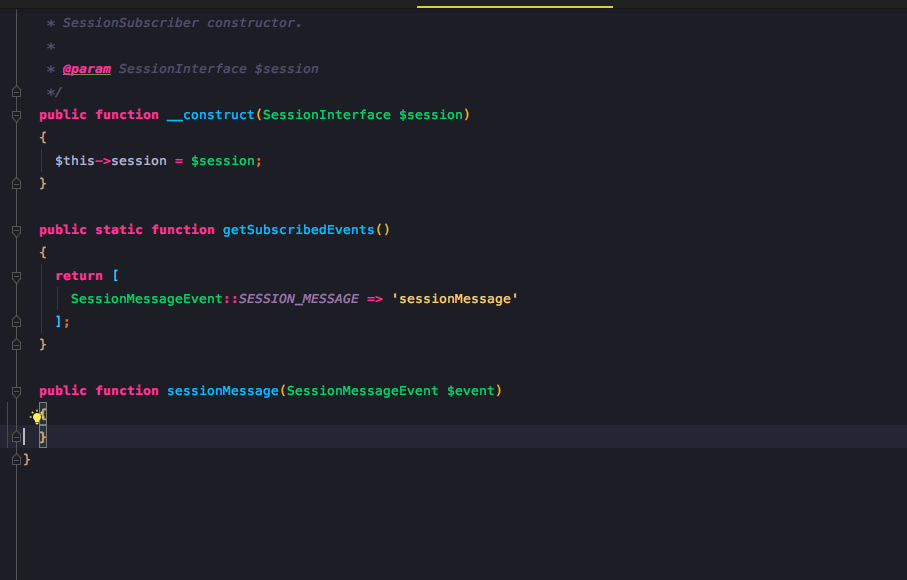 * SessionSubscriber constructor.
*
* @param SessionInterface $session
*/
public function __construct(SessionInterface $session)
{
$this->session = $session;
}
public static function getSubscribedEvents()
{
return [
SessionMessageEvent::SESSION_MESSAGE => 'sessionMessage'
];
}
public function sessionMessage(SessionMessageEvent $event)
{
}
}